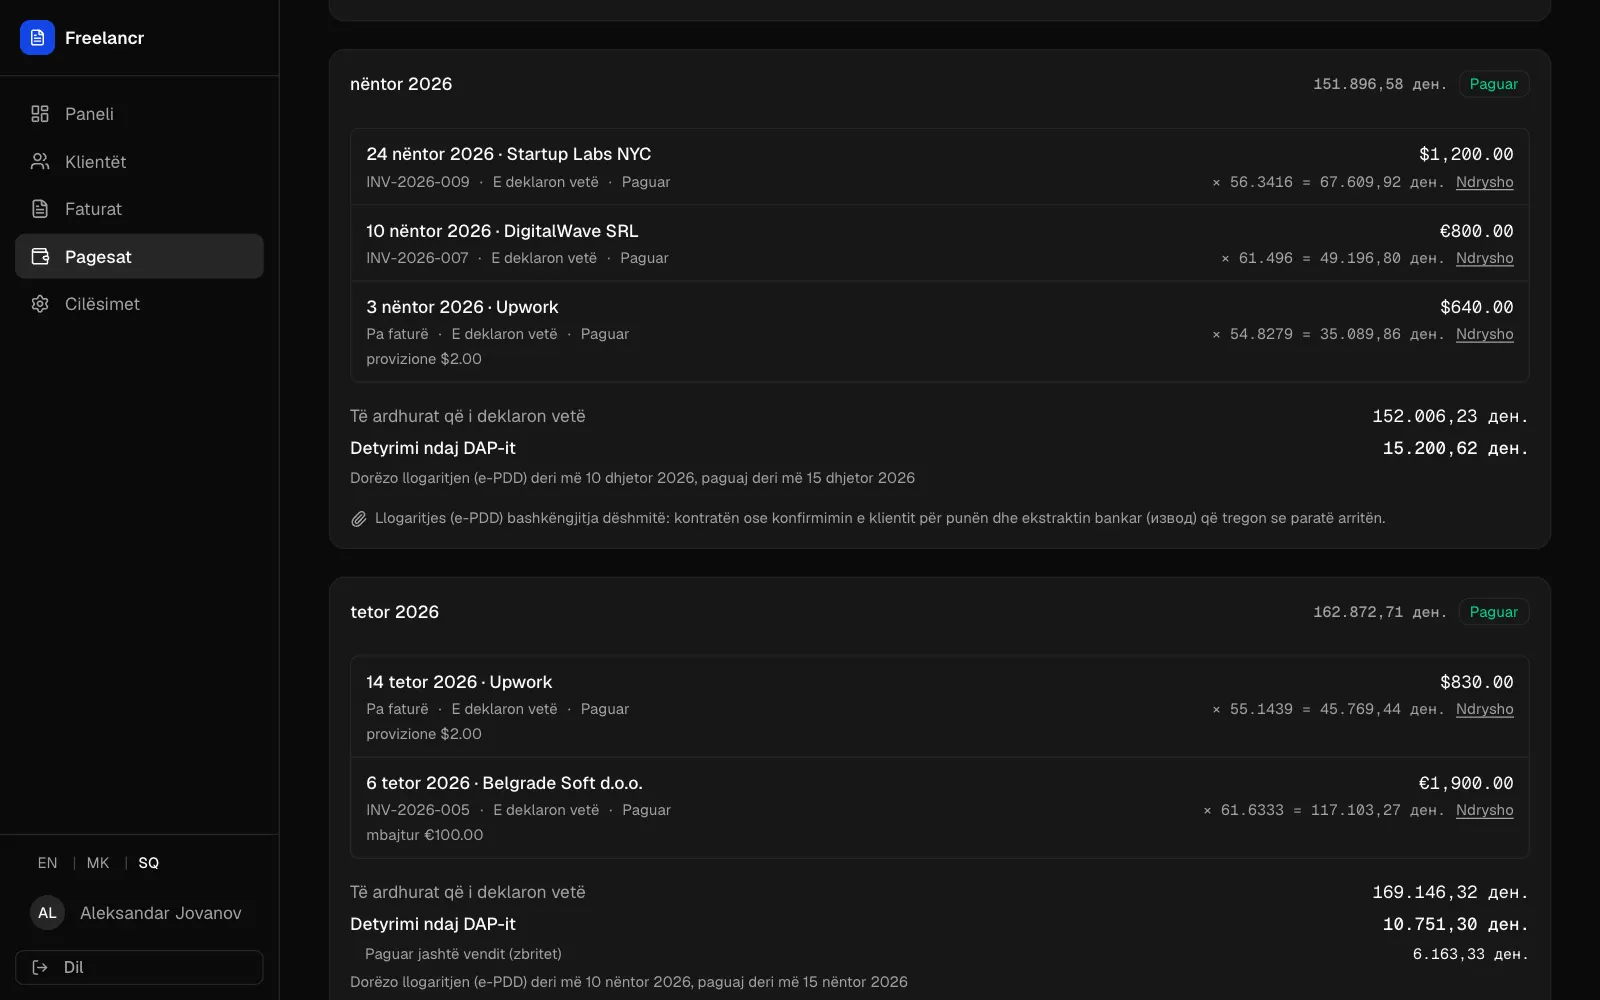 Freelancr
Paneli
Klientët
Faturat
Pagesat
Cilësimet
EN | MK | SQ
AL Aleksandar Jovanov
Dil
nëntor 2026 151.896,58 ден. Paguar
24 nëntor 2026 · Startup Labs NYC $1,200.00
INV-2026-009 · E deklaron vetë · Paguar × 56.3416 = 67.609,92 ден. Ndrysho
10 nëntor 2026 · DigitalWave SRL €800.00
INV-2026-007 · E deklaron vetë · Paguar × 61.496 = 49.196,80 ден. Ndrysho
3 nëntor 2026 · Upwork $640.00
Pa faturë · E deklaron vetë · Paguar × 54.8279 = 35.089,86 ден. Ndrysho
provizione $2.00
Të ardhurat që i deklaron vetë 152.006,23 ден.
Detyrimi ndaj DAP-it 15.200,62 ден.
Dorëzo llogaritjen (e-PDD) deri më 10 dhjetor 2026, paguaj deri më 15 dhjetor 2026
Llogaritjes (e-PDD) bashkëngjitja dëshmitë: kontratën ose konfirmimin e klientit për punën dhe ekstraktin bankar (извод) që tregon se paratë arritën.
tetor 2026 162.872,71 ден. Paguar
14 tetor 2026 · Upwork $830.00
Pa faturë · E deklaron vetë · Paguar × 55.1439 = 45.769,44 ден. Ndrysho
provizione $2.00
6 tetor 2026 · Belgrade Soft d.o.o. €1,900.00
INV-2026-005 · E deklaron vetë · Paguar × 61.6333 = 117.103,27 ден. Ndrysho
mbajtur €100.00
Të ardhurat që i deklaron vetë 169.146,32 ден.
Detyrimi ndaj DAP-it 10.751,30 ден.
Paguar jashtë vendit (zbritet) 6.163,33 ден.
Dorëzo llogaritjen (e-PDD) deri më 10 nëntor 2026, paguaj deri më 15 nëntor 2026